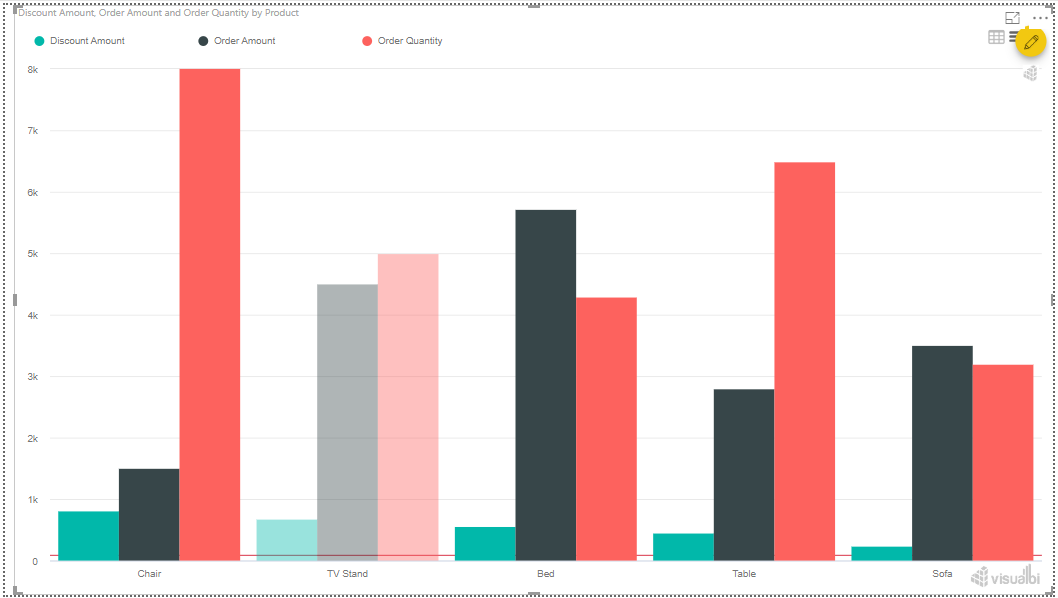 Discount Amount, Order Amount and Order Quantity by Product
Discount Amount Order Amount Order Quantity
8k
7k
6k
5k
4k
3k
2k
1k
0
Chair TV Stand Bed Table Sofa
visualbi